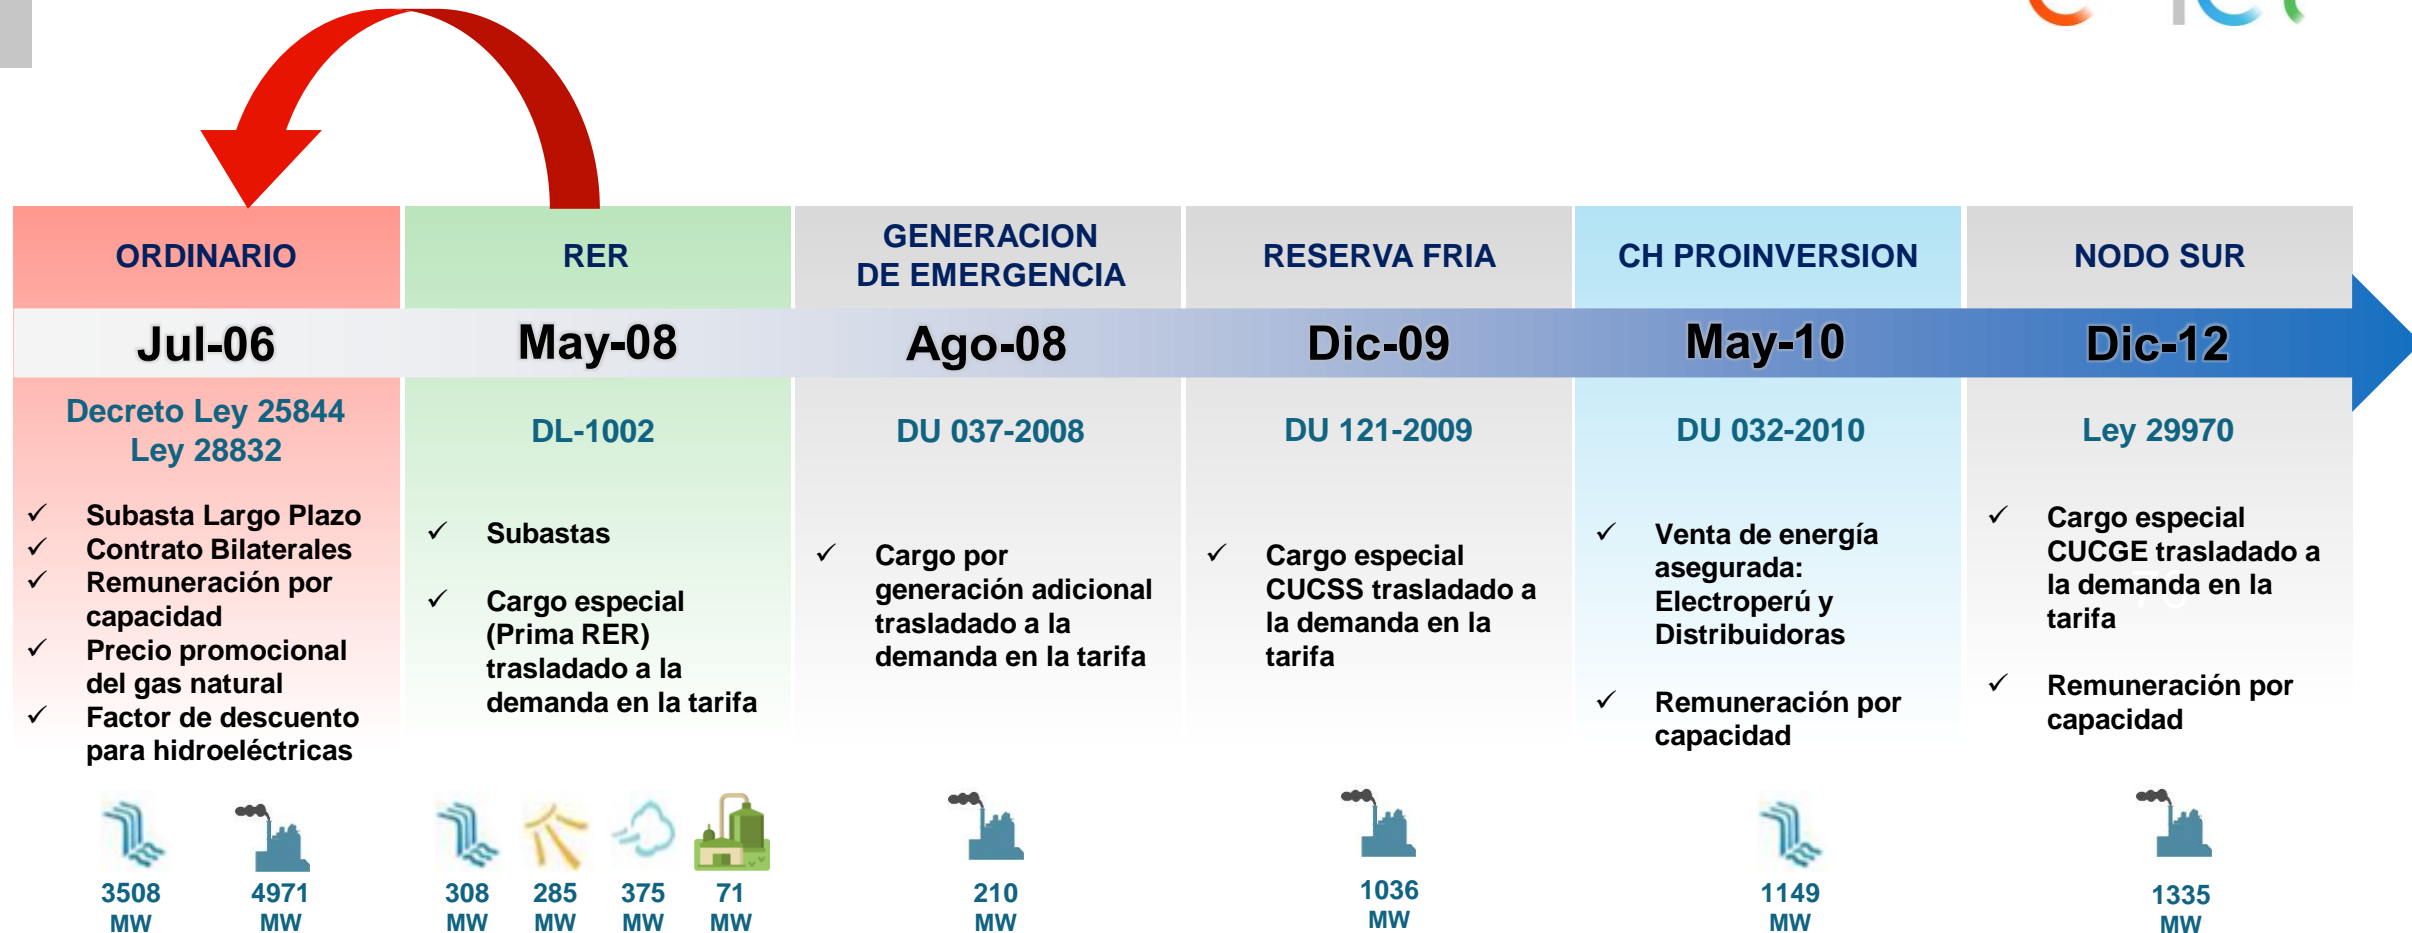 ORDINARIO
RER
GENERACION
DE EMERGENCIA
RESERVA FRIA
CH PROINVERSION
NODO SUR
Jul-06
May-08
Ago-08
Dic-09
May-10
Dic-12
Decreto Ley 25844
Ley 28832
DL-1002
DU 037-2008
DU 121-2009
DU 032-2010
Ley 29970
✓ Subasta Largo Plazo
✓ Contrato Bilaterales
✓ Remuneración por
capacidad
✓ Precio promocional
del gas natural
✓ Factor de descuento
para hidroeléctricas
✓ Subastas
✓ Cargo especial
(Prima RER)
trasladado a la
demanda en la tarifa
✓ Cargo por
generación adicional
trasladado a la
demanda en la tarifa
✓ Cargo especial
CUCSS trasladado a
la demanda en la
tarifa
✓ Venta de energía
asegurada:
Electroperú y
Distribuidoras
✓ Remuneración por
capacidad
✓ Cargo especial
CUCGE trasladado a
la demanda en la
tarifa
✓ Remuneración por
capacidad
3508
MW
4971
MW
308
MW
285
MW
375
MW
71
MW
210
MW
1036
MW
1149
MW
1335
MW